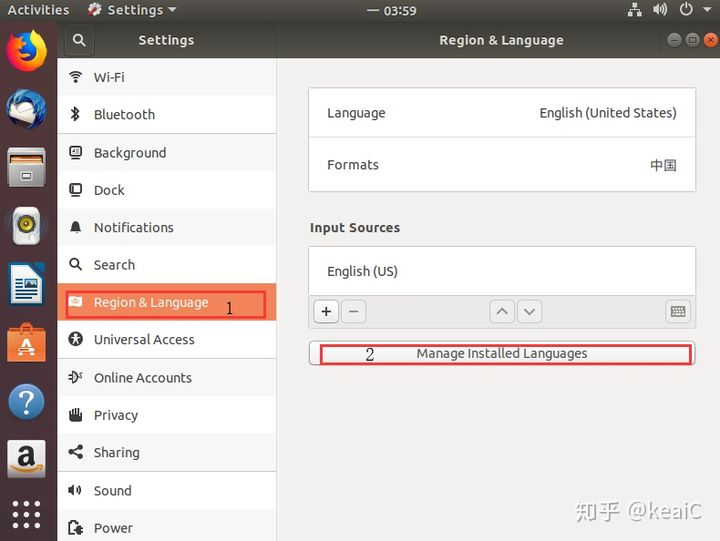 Activities Settings 03:59
Settings Region & Language
Wi-Fi
Bluetooth
Background
Dock
Notifications
Search
Region & Language 1
Universal Access
Online Accounts
Privacy
Sharing
Sound
Power
Language English (United States)
Formats 中国
Input Sources
English (US)
2 Manage Installed Languages
知乎 @keaiC